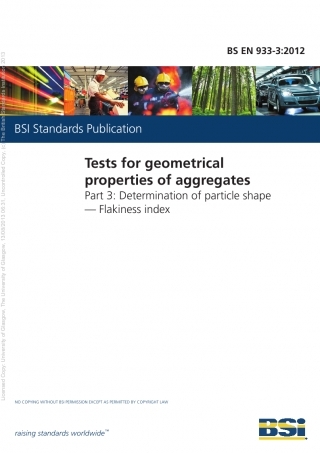 BS EN 933-3:2012
BSI Standards Publication
Tests for geometrical
properties of aggregates
Part 3: Determination of particle shape
— Flakiness index
NO COPYING WITHOUT BSI PERMISSION EXCEPT AS PERMITTED BY COPYRIGHT LAW
raising standards worldwide™
BSi